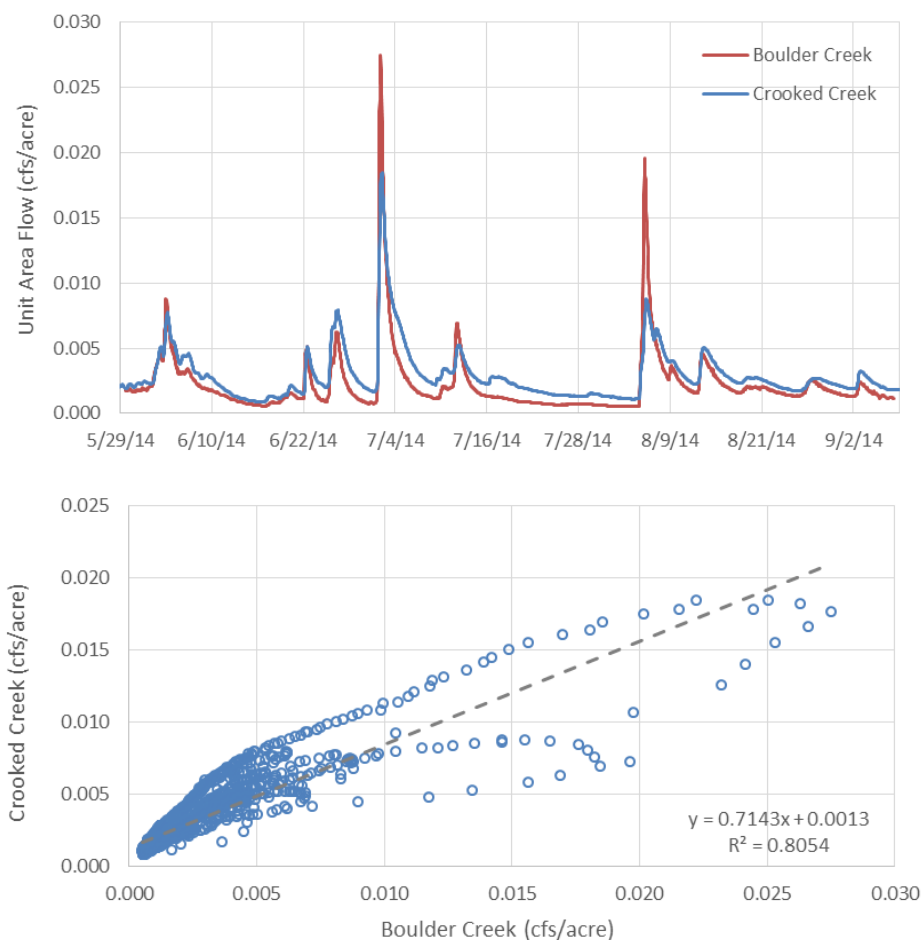 0.030
0.025
0.020
0.015
0.010
0.005
0.000
Unit Area Flow (cfs/acre)
Boulder Creek
Crooked Creek
5/29/14 6/10/14 6/22/14 7/4/14 7/16/14 7/28/14 8/9/14 8/21/14 9/2/14
0.025
0.020
0.015
0.010
0.005
0.000
Crooked Creek (cfs/acre)
y = 0.7143x + 0.0013
R² = 0.8054
0.000 0.005 0.010 0.015 0.020 0.025 0.030
Boulder Creek (cfs/acre)